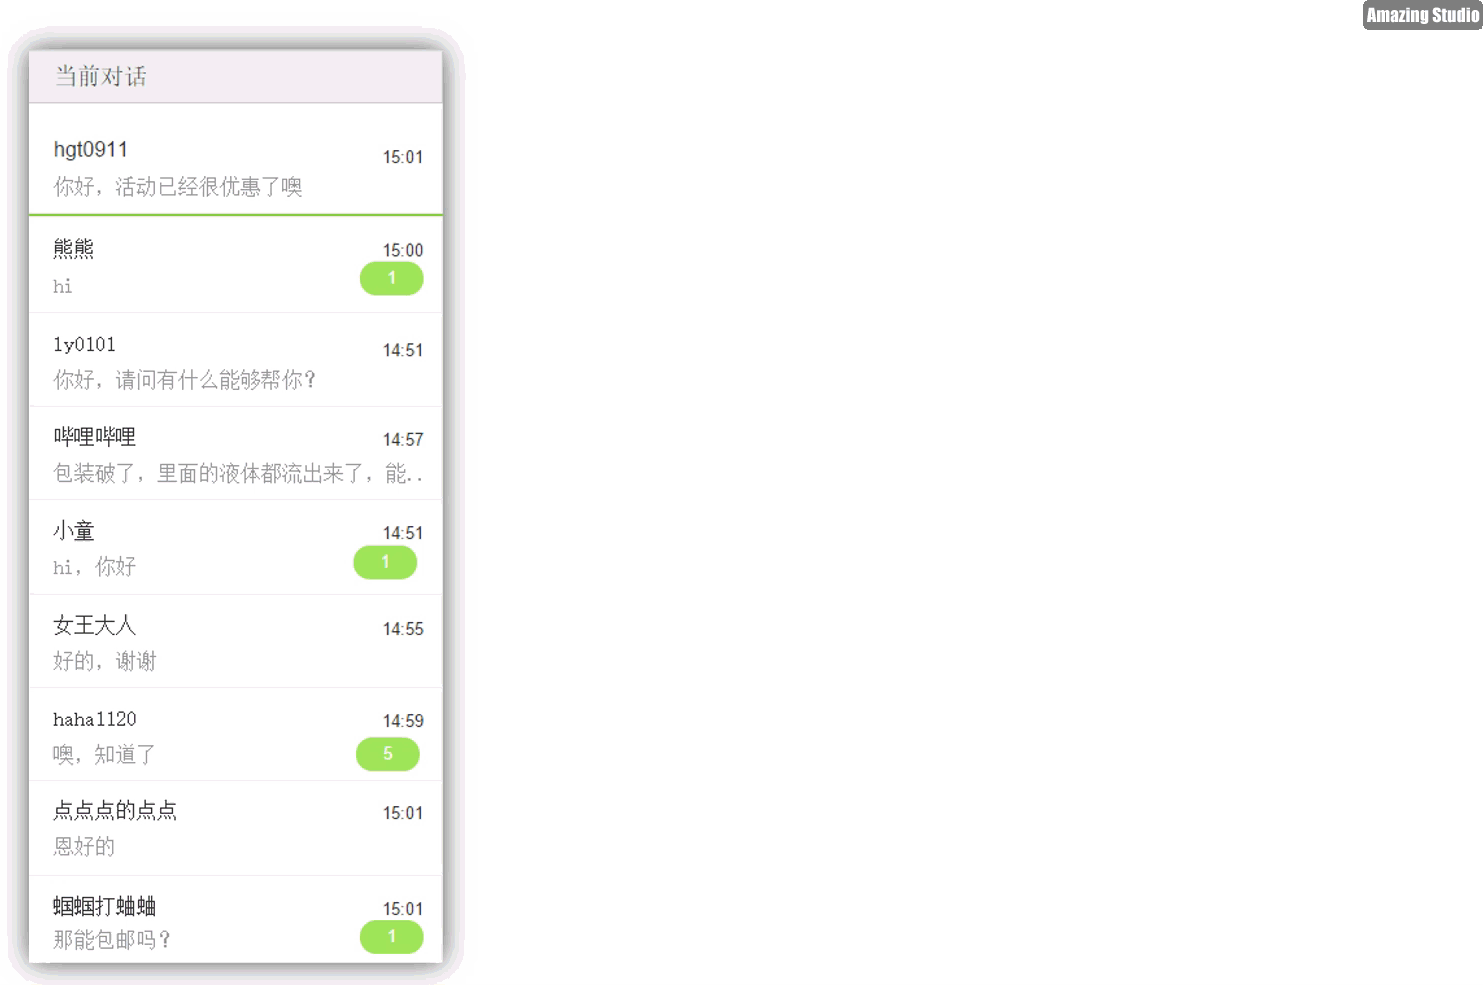 Amazing Studio
当前对话
hgt0911
15:01
你好，活动已经很优惠了噢
熊熊
15:00
hi
1
ly0101
14:51
你好，请问有什么能够帮你？
哔哩哔哩
14:57
包装破了，里面的液体都流出来了，能..
小童
14:51
hi，你好
1
女王大人
14:55
好的，谢谢
haha1120
14:59
噢，知道了
5
点点点的点点
15:01
恩好的
蝈蝈打蛐蛐
15:01
那能包邮吗？
1